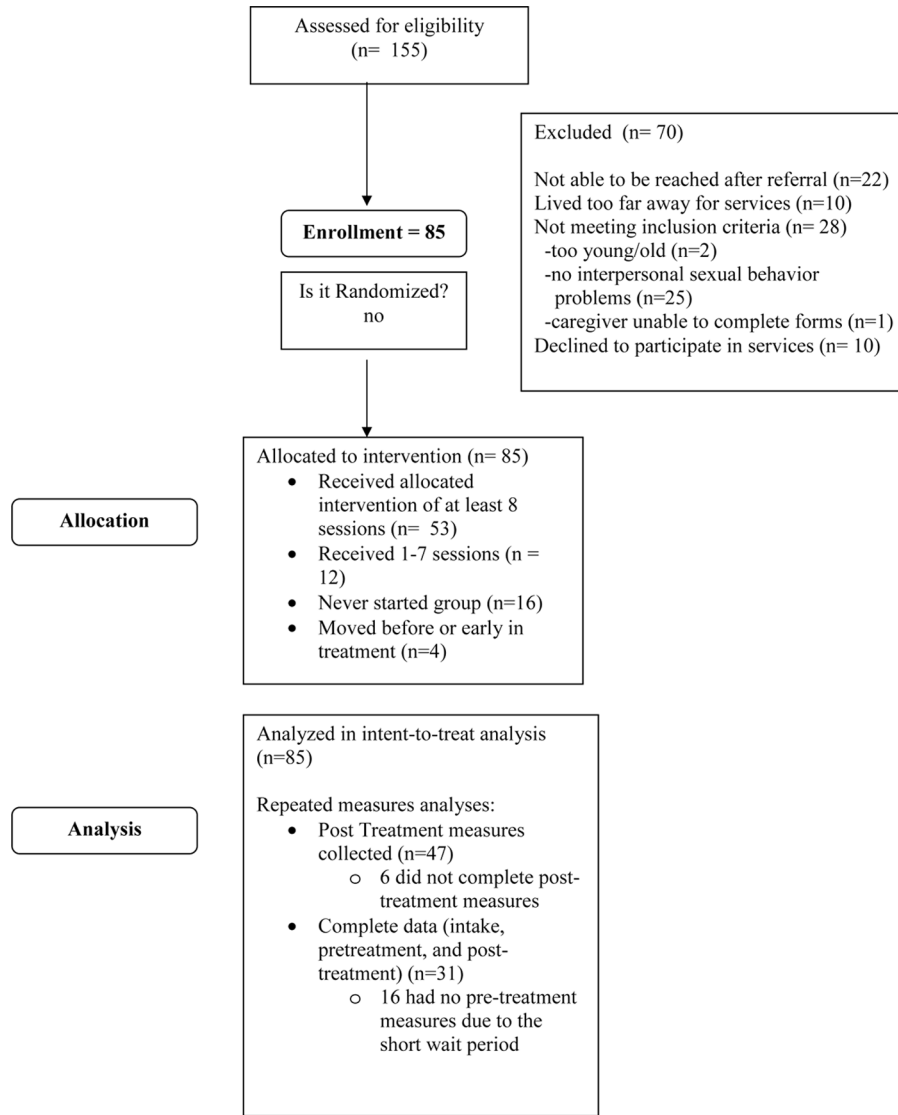 Assessed for eligibility
(n=  155)
Excluded  (n= 70)
Not able to be reached after referral (n=22)
Lived too far away for services (n=10)
Not meeting inclusion criteria (n= 28)
-too young/old (n=2)
-no interpersonal sexual behavior
problems (n=25)
-caregiver unable to complete forms (n=1)
Declined to participate in services (n= 10)
Enrollment = 85
Is it Randomized?
no
Allocation
Allocated to intervention (n= 85)
• Received allocated
intervention of at least 8
sessions (n=  53)
• Received 1-7 sessions (n =
12)
• Never started group (n=16)
• Moved before or early in
treatment (n=4)
Analysis
Analyzed in intent-to-treat analysis
(n=85)
Repeated measures analyses:
• Post Treatment measures
collected (n=47)
o 6 did not complete post-
treatment measures
• Complete data (intake,
pretreatment, and post-
treatment) (n=31)
o 16 had no pre-treatment
measures due to the
short wait period